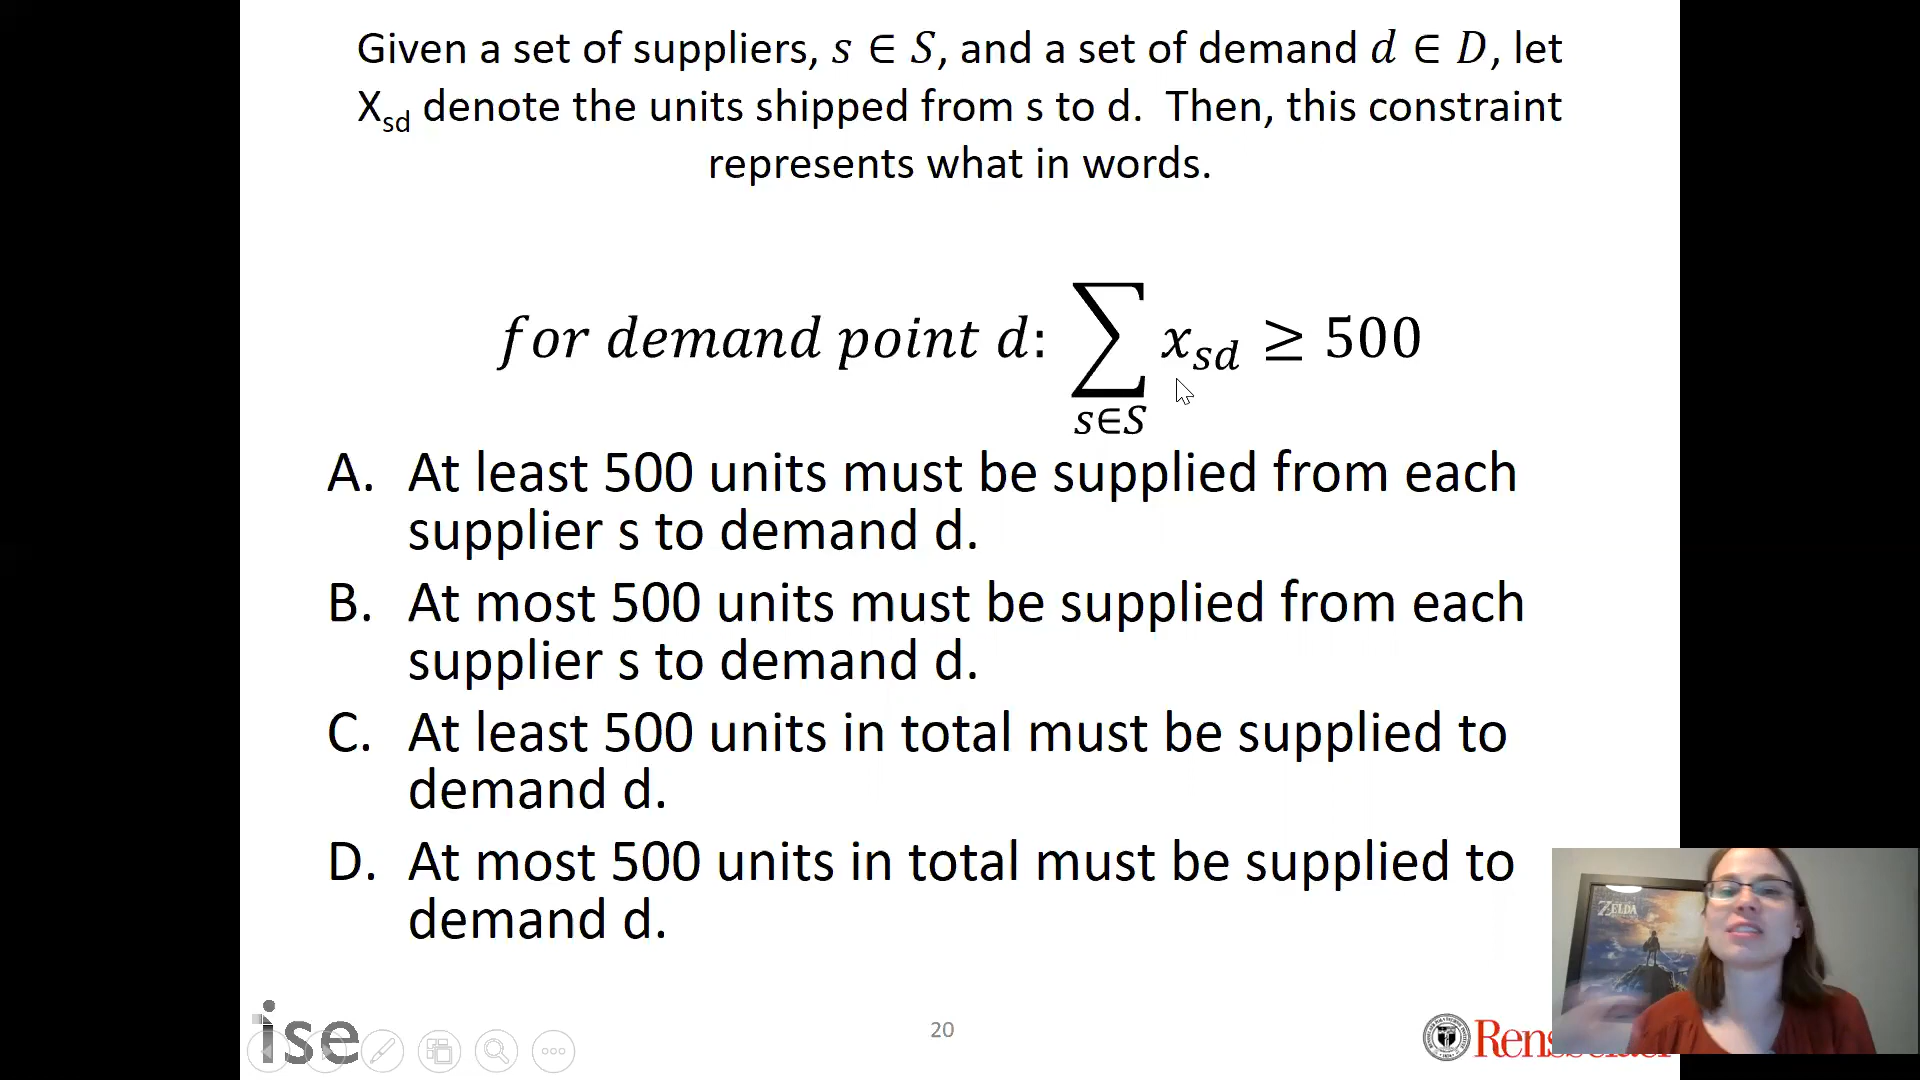 Given a set of suppliers, s ∈ S, and a set of demand d ∈ D, let
Xsd denote the units shipped from s to d. Then, this constraint
represents what in words.
for demand point d: ∑ s∈S xsd ≥ 500
A. At least 500 units must be supplied from each
supplier s to demand d.
B. At most 500 units must be supplied from each
supplier s to demand d.
C. At least 500 units in total must be supplied to
demand d.
D. At most 500 units in total must be supplied to
demand d.
ZELDA
ise
20